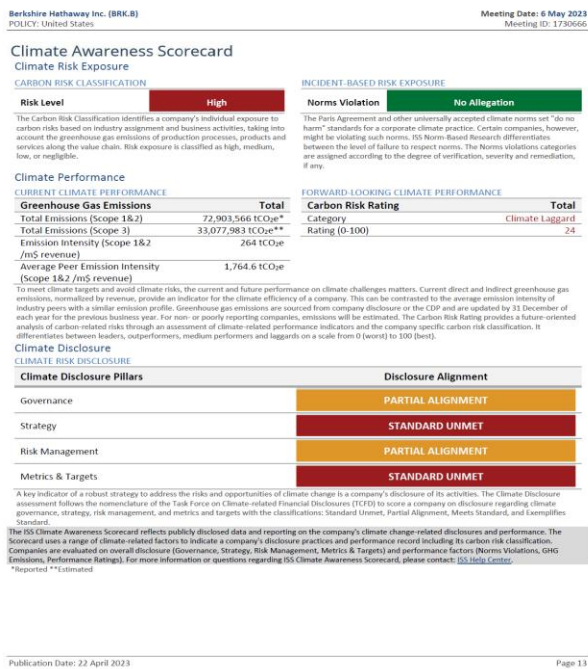 Berkshire Hathaway Inc. (BRK.B)
POLICY: United States
Meeting Date: 6 May 2023
Meeting ID: 1730666
Climate Awareness Scorecard
Climate Risk Exposure
CARBON RISK CLASSIFICATION
Risk Level High
The Carbon Risk Classification identifies a company's individual exposure to
carbon risks based on industry assignment and business activities, taking into
account the greenhouse gas emissions of production processes, products and
services along the value chain. Risk exposure is classified as high, medium,
low, or negligible.
INCIDENT-BASED RISK EXPOSURE
Norms Violation No Allegation
The Paris Agreement and other universally accepted climate norms set "do no
harm" standards for a corporate climate practice. Certain companies, however,
might be violating such norms. ISS Norm-Based Research differentiates
between the level of failure to respect norms. The Norms violations categories
are assigned according to the degree of verification, severity and remediation,
if any.
Climate Performance
CURRENT CLIMATE PERFORMANCE
Greenhouse Gas Emissions Total
Total Emissions (Scope 1&2) 72,903,566 tCO₂e*
Total Emissions (Scope 3) 33,077,983 tCO₂e**
Emission Intensity (Scope 1&2 264 tCO₂e
/m$ revenue)
Average Peer Emission Intensity 1,764.6 tCO₂e
(Scope 1&2 /m$ revenue)
FORWARD-LOOKING CLIMATE PERFORMANCE
Carbon Risk Rating Total
Category Climate Laggard
Rating (0-100) 24
To meet climate targets and avoid climate risks, the current and future performance on climate challenges matters. Current direct and indirect greenhouse gas
emissions, normalized by revenue, provide an indicator for the climate efficiency of a company. This can be contrasted to the average emission intensity of
industry peers with a similar emission profile. Greenhouse gas emissions are sourced from company disclosure or the CDP and are updated by 31 December of
each year for the previous business year. For non- or poorly reporting companies, emissions will be estimated. The Carbon Risk Rating provides a future-oriented
analysis of carbon-related risks through an assessment of climate-related performance indicators and the company specific carbon risk classification. It
differentiates between leaders, outperformers, medium performers and laggards on a scale from 0 (worst) to 100 (best).
Climate Disclosure
CLIMATE RISK DISCLOSURE
Climate Disclosure Pillars Disclosure Alignment
Governance PARTIAL ALIGNMENT
Strategy STANDARD UNMET
Risk Management PARTIAL ALIGNMENT
Metrics & Targets STANDARD UNMET
A key indicator of a robust strategy to address the risks and opportunities of climate change is a company's disclosure of its activities. The Climate Disclosure
assessment follows the nomenclature of the Task Force on Climate-related Financial Disclosures (TCFD) to score a company on disclosure regarding climate
governance, strategy, risk management, and metrics and targets with the classifications: Standard Unmet, Partial Alignment, Meets Standard, and Exemplifies
Standard.
The ISS Climate Awareness Scorecard reflects publicly disclosed data and reporting on the company's climate change-related disclosures and performance. The
Scorecard uses a range of climate-related factors to indicate a company's disclosure practices and performance record including its carbon risk classification.
Companies are evaluated on overall disclosure (Governance, Strategy, Risk Management, Metrics & Targets) and performance factors (Norms Violations, GHG
Emissions, Performance Ratings). For more information or questions regarding ISS Climate Awareness Scorecard, please contact: ISS Help Center.
*Reported **Estimated
Publication Date: 22 April 2023
Page 13